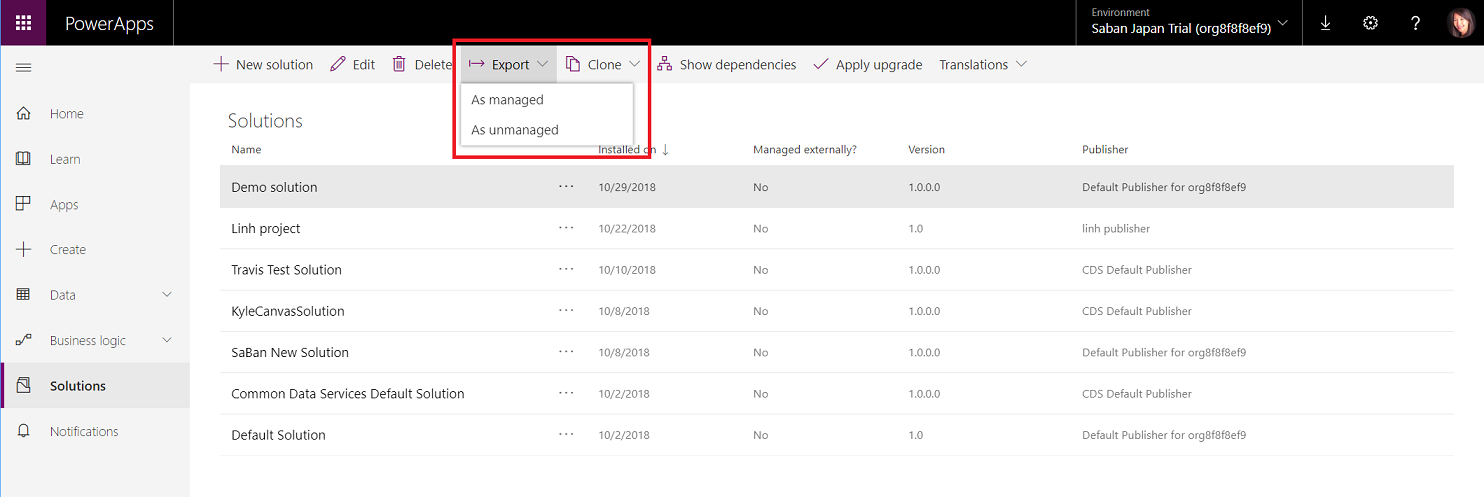 PowerApps
Environment
Saban Japan Trial (org8f8f8ef9)
?
New solution Edit Delete Export Clone Show dependencies Apply upgrade Translations
As managed
As unmanaged
Home
Learn
Apps
Create
Data
Business logic
Solutions
Notifications
Solutions
Name Installed on ↓ Managed externally? Version Publisher
Demo solution ... 10/29/2018 No 1.0.0.0 Default Publisher for org8f8f8ef9
Linh project ... 10/22/2018 No 1.0 linh publisher
Travis Test Solution ... 10/10/2018 No 1.0.0.0 CDS Default Publisher
KyleCanvasSolution ... 10/8/2018 No 1.0.0.0 CDS Default Publisher
SaBan New Solution ... 10/8/2018 No 1.0.0.0 Default Publisher for org8f8f8ef9
Common Data Services Default Solution ... 10/2/2018 No 1.0.0.0 CDS Default Publisher
Default Solution ... 10/2/2018 No 1.0 Default Publisher for org8f8f8ef9